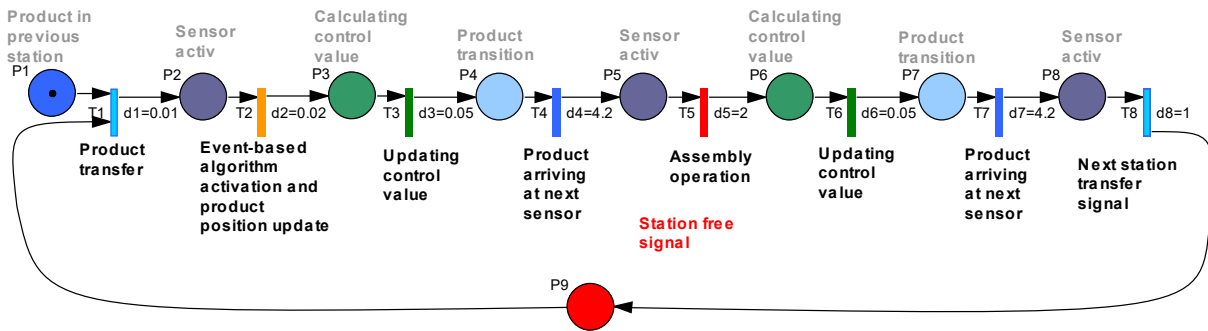 Product in
previous
station
Sensor
activ
Calculating
control
value
Product
transition
Sensor
activ
Calculating
control
value
Product
transition
Sensor
activ
P1
P2
P3
P4
P5
P6
P7
P8
T1
d1=0.01
T2
d2=0.02
T3
d3=0.05
T4
d4=4.2
T5
d5=2
T6
d6=0.05
T7
d7=4.2
T8
d8=1
Product
transfer
Event-based
algorithm
activation and
product
position update
Updating
control
value
Product
arriving
at next
sensor
Assembly
operation
Updating
control
value
Product
arriving
at next
sensor
Next station
transfer
signal
Station free
signal
P9